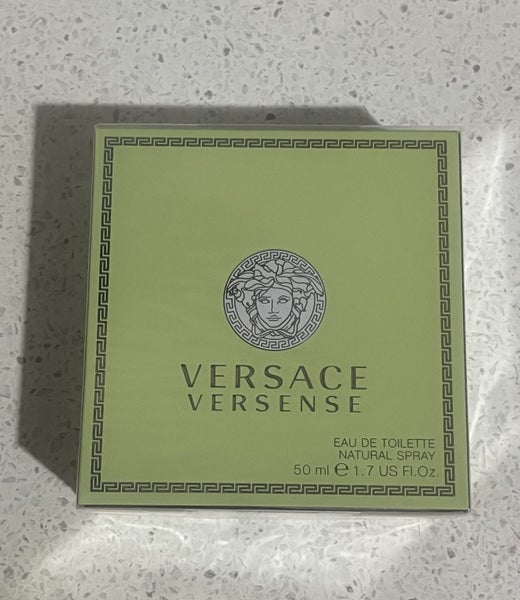 VERSACE
VERSENSE
EAU DE TOILETTE
NATURAL SPRAY
50 ml ℮ 1.7 US Fl.Oz.